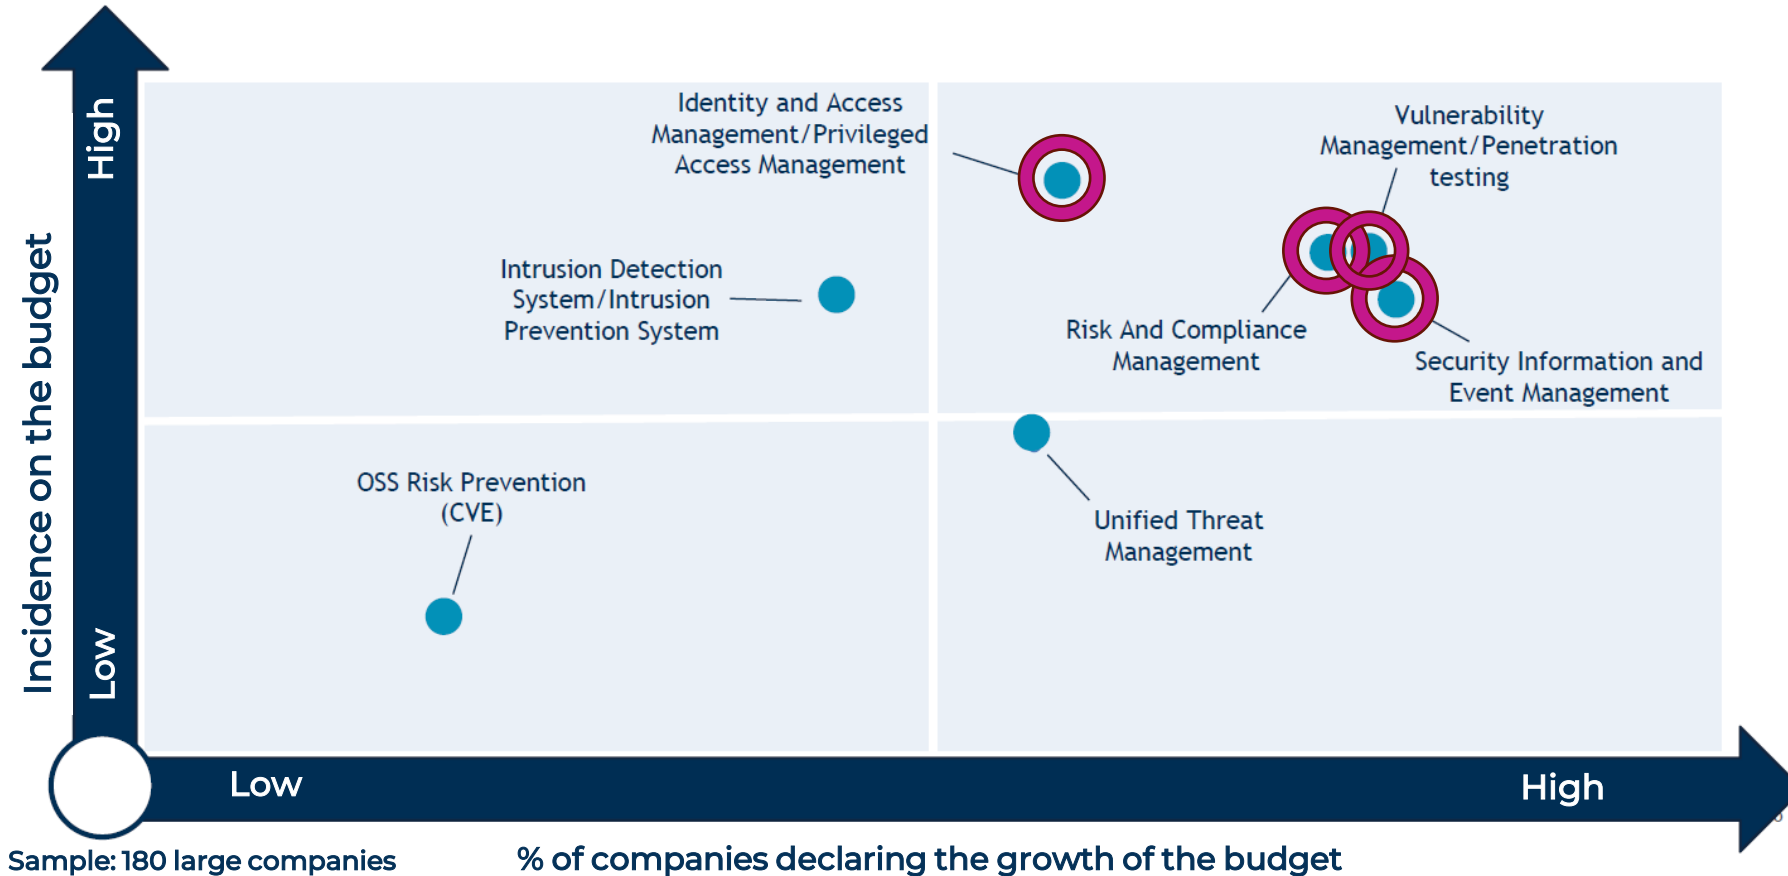 High
Incidence on the budget
Low
Identity and Access
Management/Privileged
Access Management
Vulnerability
Management/Penetration
testing
Intrusion Detection
System/Intrusion
Prevention System
Risk And Compliance
Management
Security Information and
Event Management
OSS Risk Prevention
(CVE)
Unified Threat
Management
Low
High
Sample: 180 large companies
% of companies declaring the growth of the budget